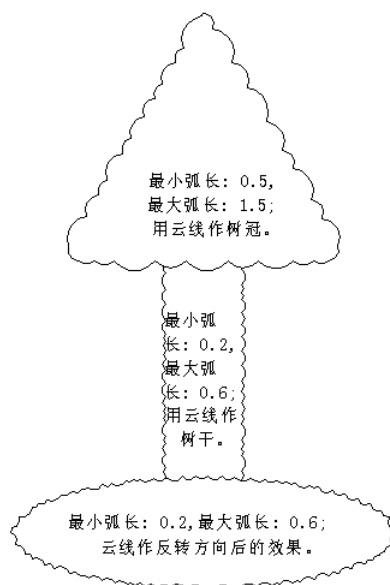 最小弧长: 0.5,
最大弧长: 1.5;
用云线作树冠。
最小弧
长: 0.2,
最大弧
长: 0.6;
用云线作
树干。
最小弧长: 0.2,最大弧长: 0.6;
云线作反转方向后的效果。